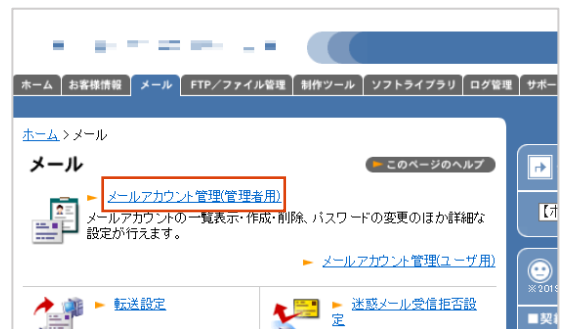 ホーム お客様情報 メール FTP/ファイル管理 制作ツール ソフトライブラリ ログ管理 サポー
ホーム > メール
メール
このページのヘルプ
メールアカウント管理(管理者用)
メールアカウントの一覧表示・作成・削除、パスワードの変更のほか詳細な
設定が行えます。
メールアカウント管理(ユーザ用)
転送設定
迷惑メール受信拒否設
定
※2019
■契